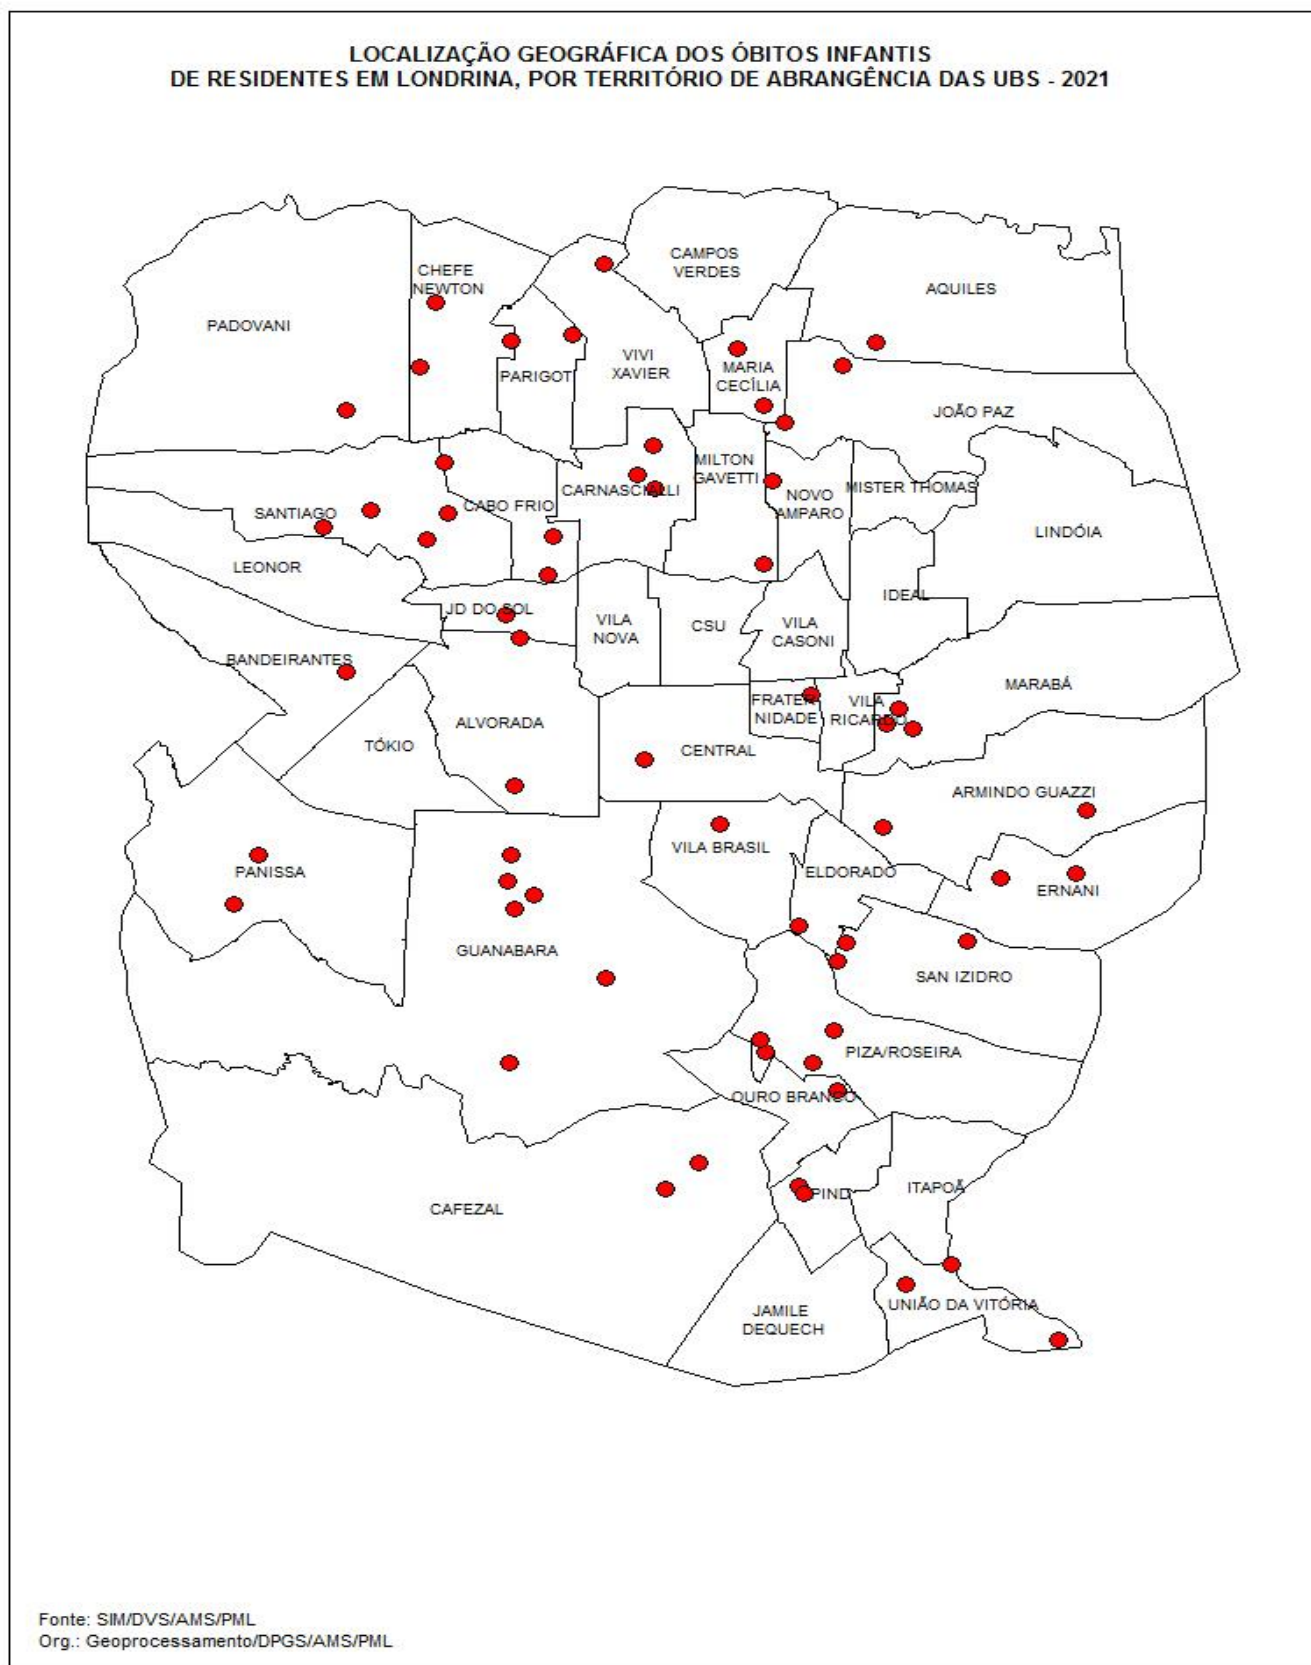 LOCALIZAÇÃO GEOGRÁFICA DOS ÓBITOS INFANTIS
DE RESIDENTES EM LONDRINA, POR TERRITÓRIO DE ABRANGÊNCIA DAS UBS - 2021
CAMPOS
VERDES
CHEFE
NEWTON
AQUILES
PADOVANI
VIVI
XAVIER
PARIGOT
MARIA
CECÍLIA
JOÃO PAZ
MILTON
GAVETTI
CARNASCIALLI
MISTER THOMAS
NOVO
AMPARO
CABO FRIO
SANTIAGO
LINDÓIA
LEONOR
IDEAL
JD DO SOL
VILA
NOVA
CSU
VILA
CASONI
BANDEIRANTES
MARABÁ
FRATER
NIDADE
VILA
RICARDO
ALVORADA
TÓKIO
CENTRAL
ARMINDO GUAZZI
VILA BRASIL
ELDORADO
PANISSA
ERNANI
GUANABARA
SAN IZIDRO
PIZA/ROSEIRA
OURO BRANCO
PIND
ITAPOÃ
CAFEZAL
UNIÃO DA VITÓRIA
JAMILE
DEQUECH
Fonte: SIM/DVS/AMS/PML
Org.: Geoprocessamento/DPGS/AMS/PML